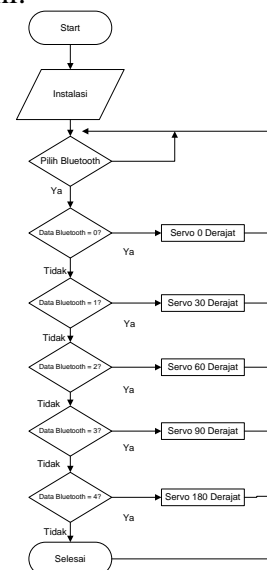 Start
Instalasi
Pilih Bluetooth
Ya
Data Bluetooth = 0?
Servo 0 Derajat
Ya
Tidak
Data Bluetooth = 1?
Servo 30 Derajat
Ya
Tidak
Data Bluetooth = 2?
Servo 60 Derajat
Ya
Tidak
Data Bluetooth = 3?
Servo 90 Derajat
Ya
Tidak
Data Bluetooth = 4?
Servo 180 Derajat
Ya
Tidak
Selesai